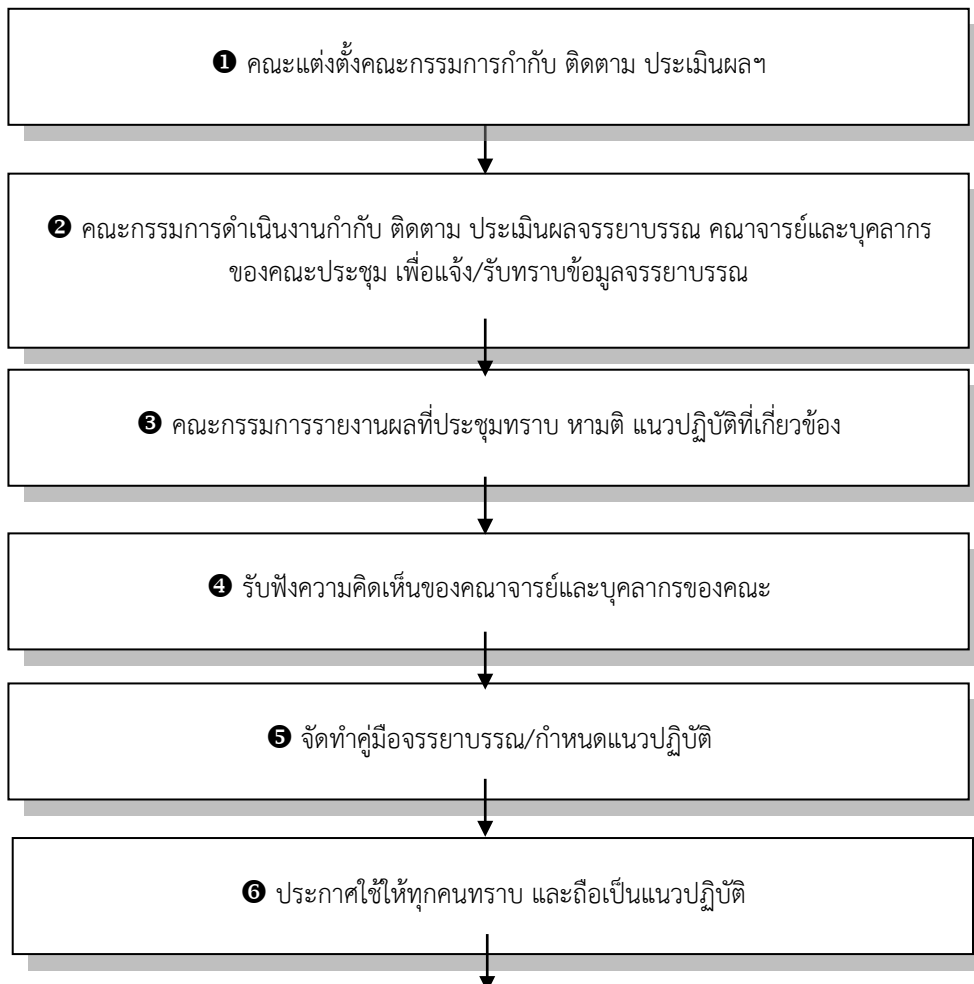 ❶ คณะแต่งตั้งคณะกรรมการกำกับ ติดตาม ประเมินผลฯ
❷ คณะกรรมการดำเนินงานกำกับ ติดตาม ประเมินผลจรรยาบรรณ คณาจารย์และบุคลากร
ของคณะประชุม เพื่อแจ้ง/รับทราบข้อมูลจรรยาบรรณ
❸ คณะกรรมการรายงานผลที่ประชุมทราบ หามติ แนวปฏิบัติที่เกี่ยวข้อง
❹ รับฟังความคิดเห็นของคณาจารย์และบุคลากรของคณะ
❺ จัดทำคู่มือจรรยาบรรณ/กำหนดแนวปฏิบัติ
❻ ประกาศใช้ให้ทุกคนทราบ และถือเป็นแนวปฏิบัติ